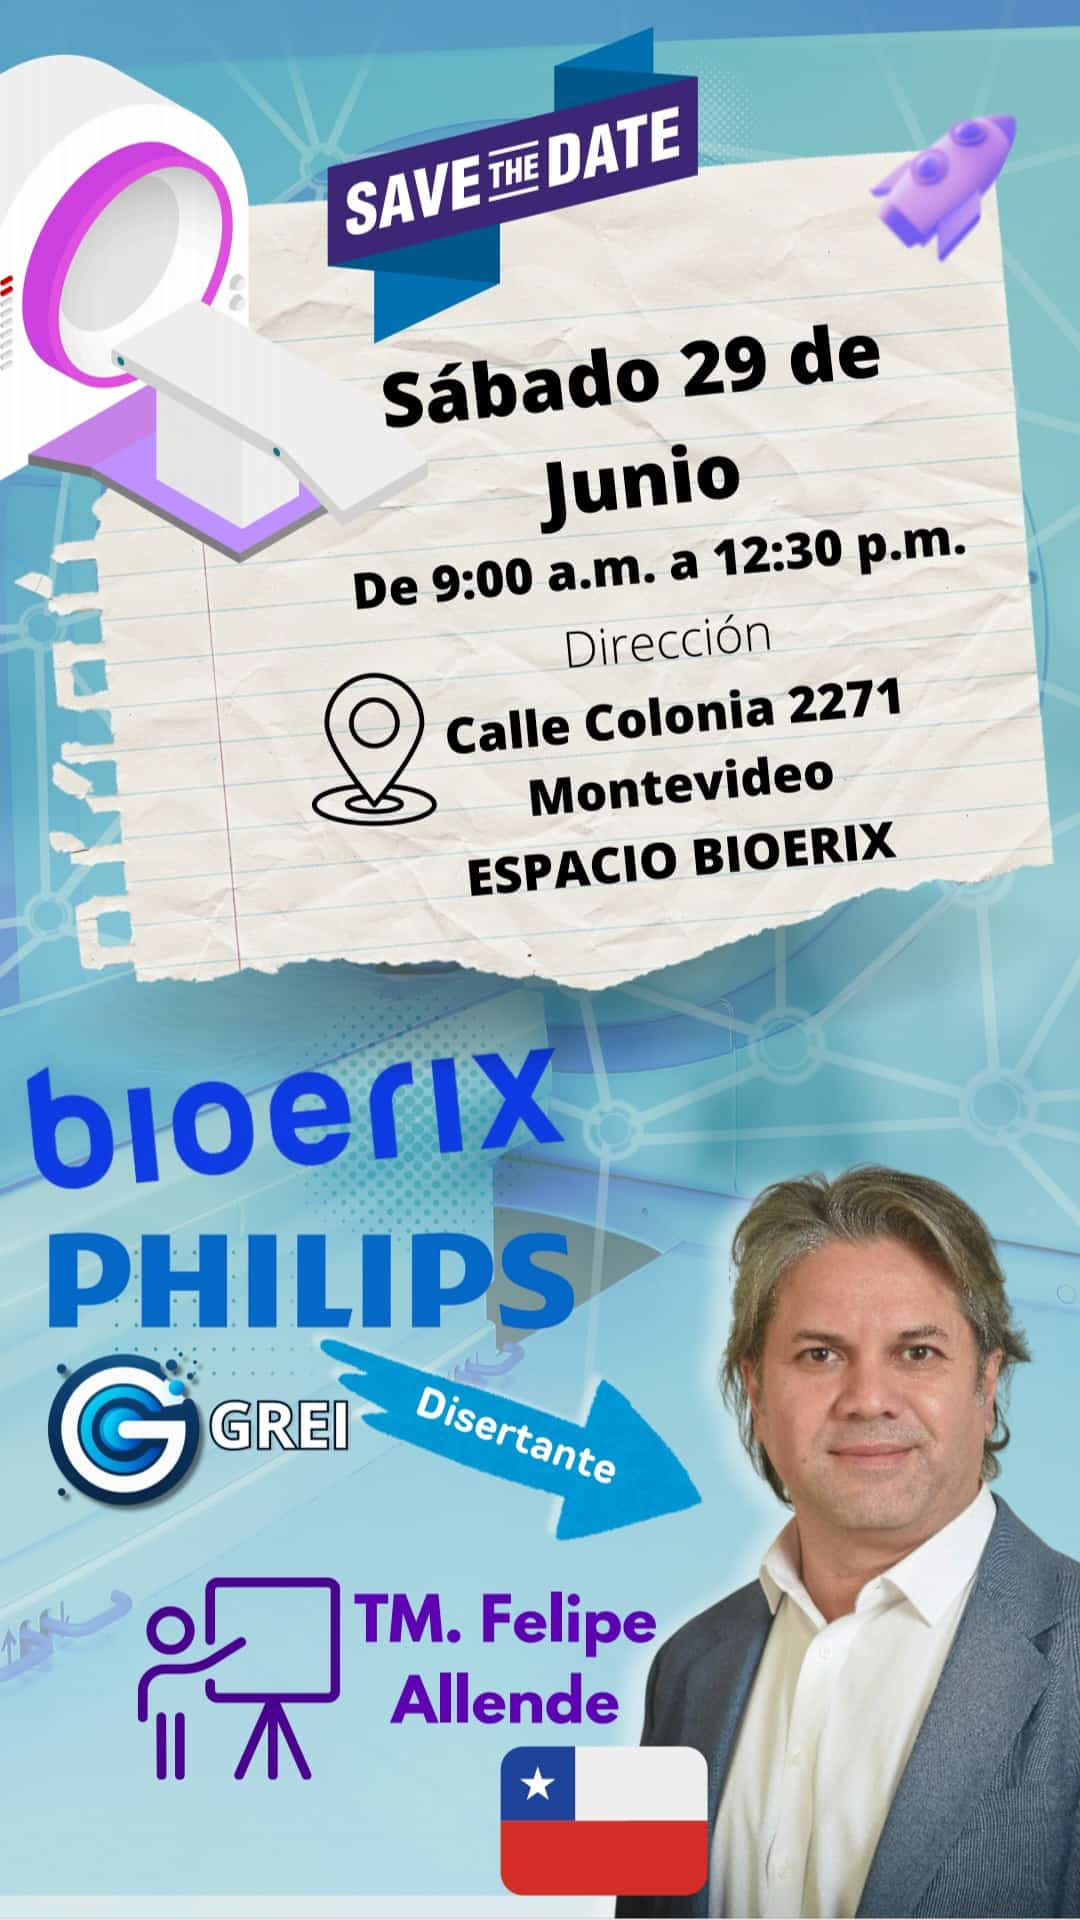 SAVE THE DATE
Sábado 29 de
Junio
De 9:00 a.m. a 12:30 p.m.
Dirección
Calle Colonia 2271
Montevideo
ESPACIO BIOERIX
bioerix
PHILIPS
GREI
Disertante
TM. Felipe
Allende